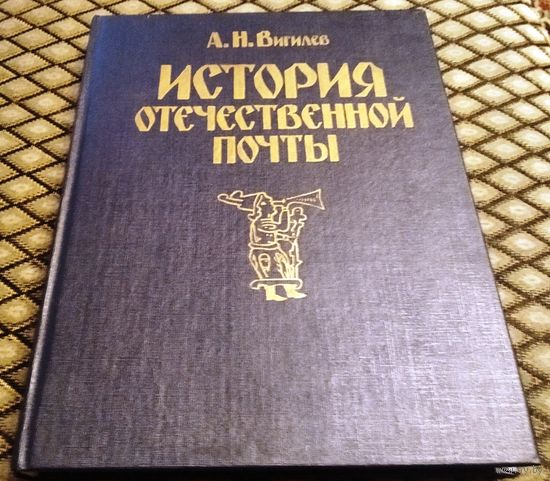 А. Н. Вигилев
ИСТОРИЯ
ОТЕЧЕСТВЕННОЙ
ПОЧТЫ